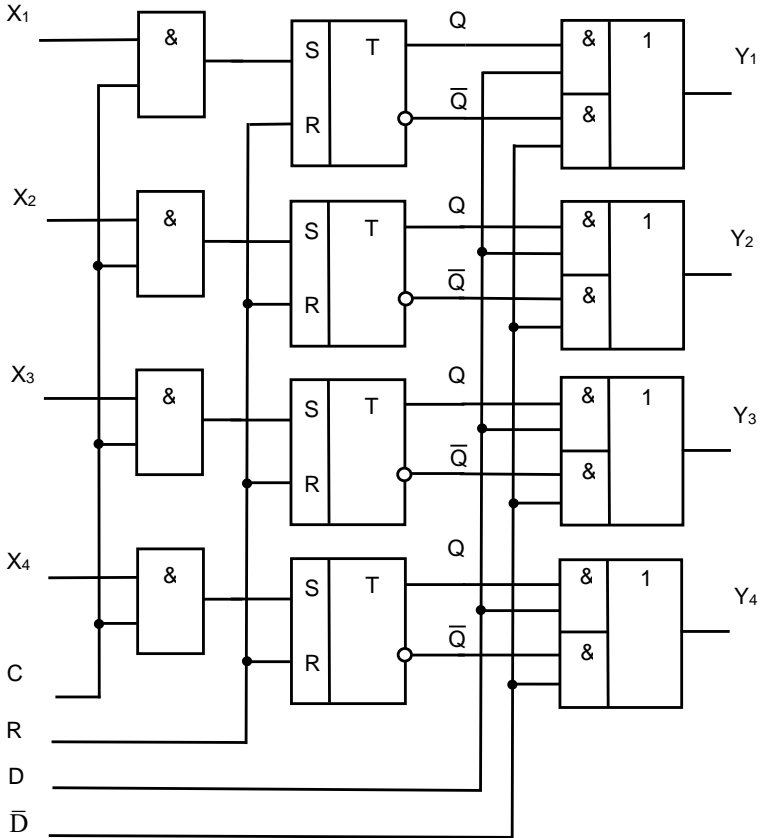 X₁ & S T Q & 1 Y₁
R Q̅ &
X₂ & S T Q & 1 Y₂
R Q̅ &
X₃ & S T Q & 1 Y₃
R Q̅ &
X₄ & S T Q & 1 Y₄
R Q̅ &
C
R
D
D̅